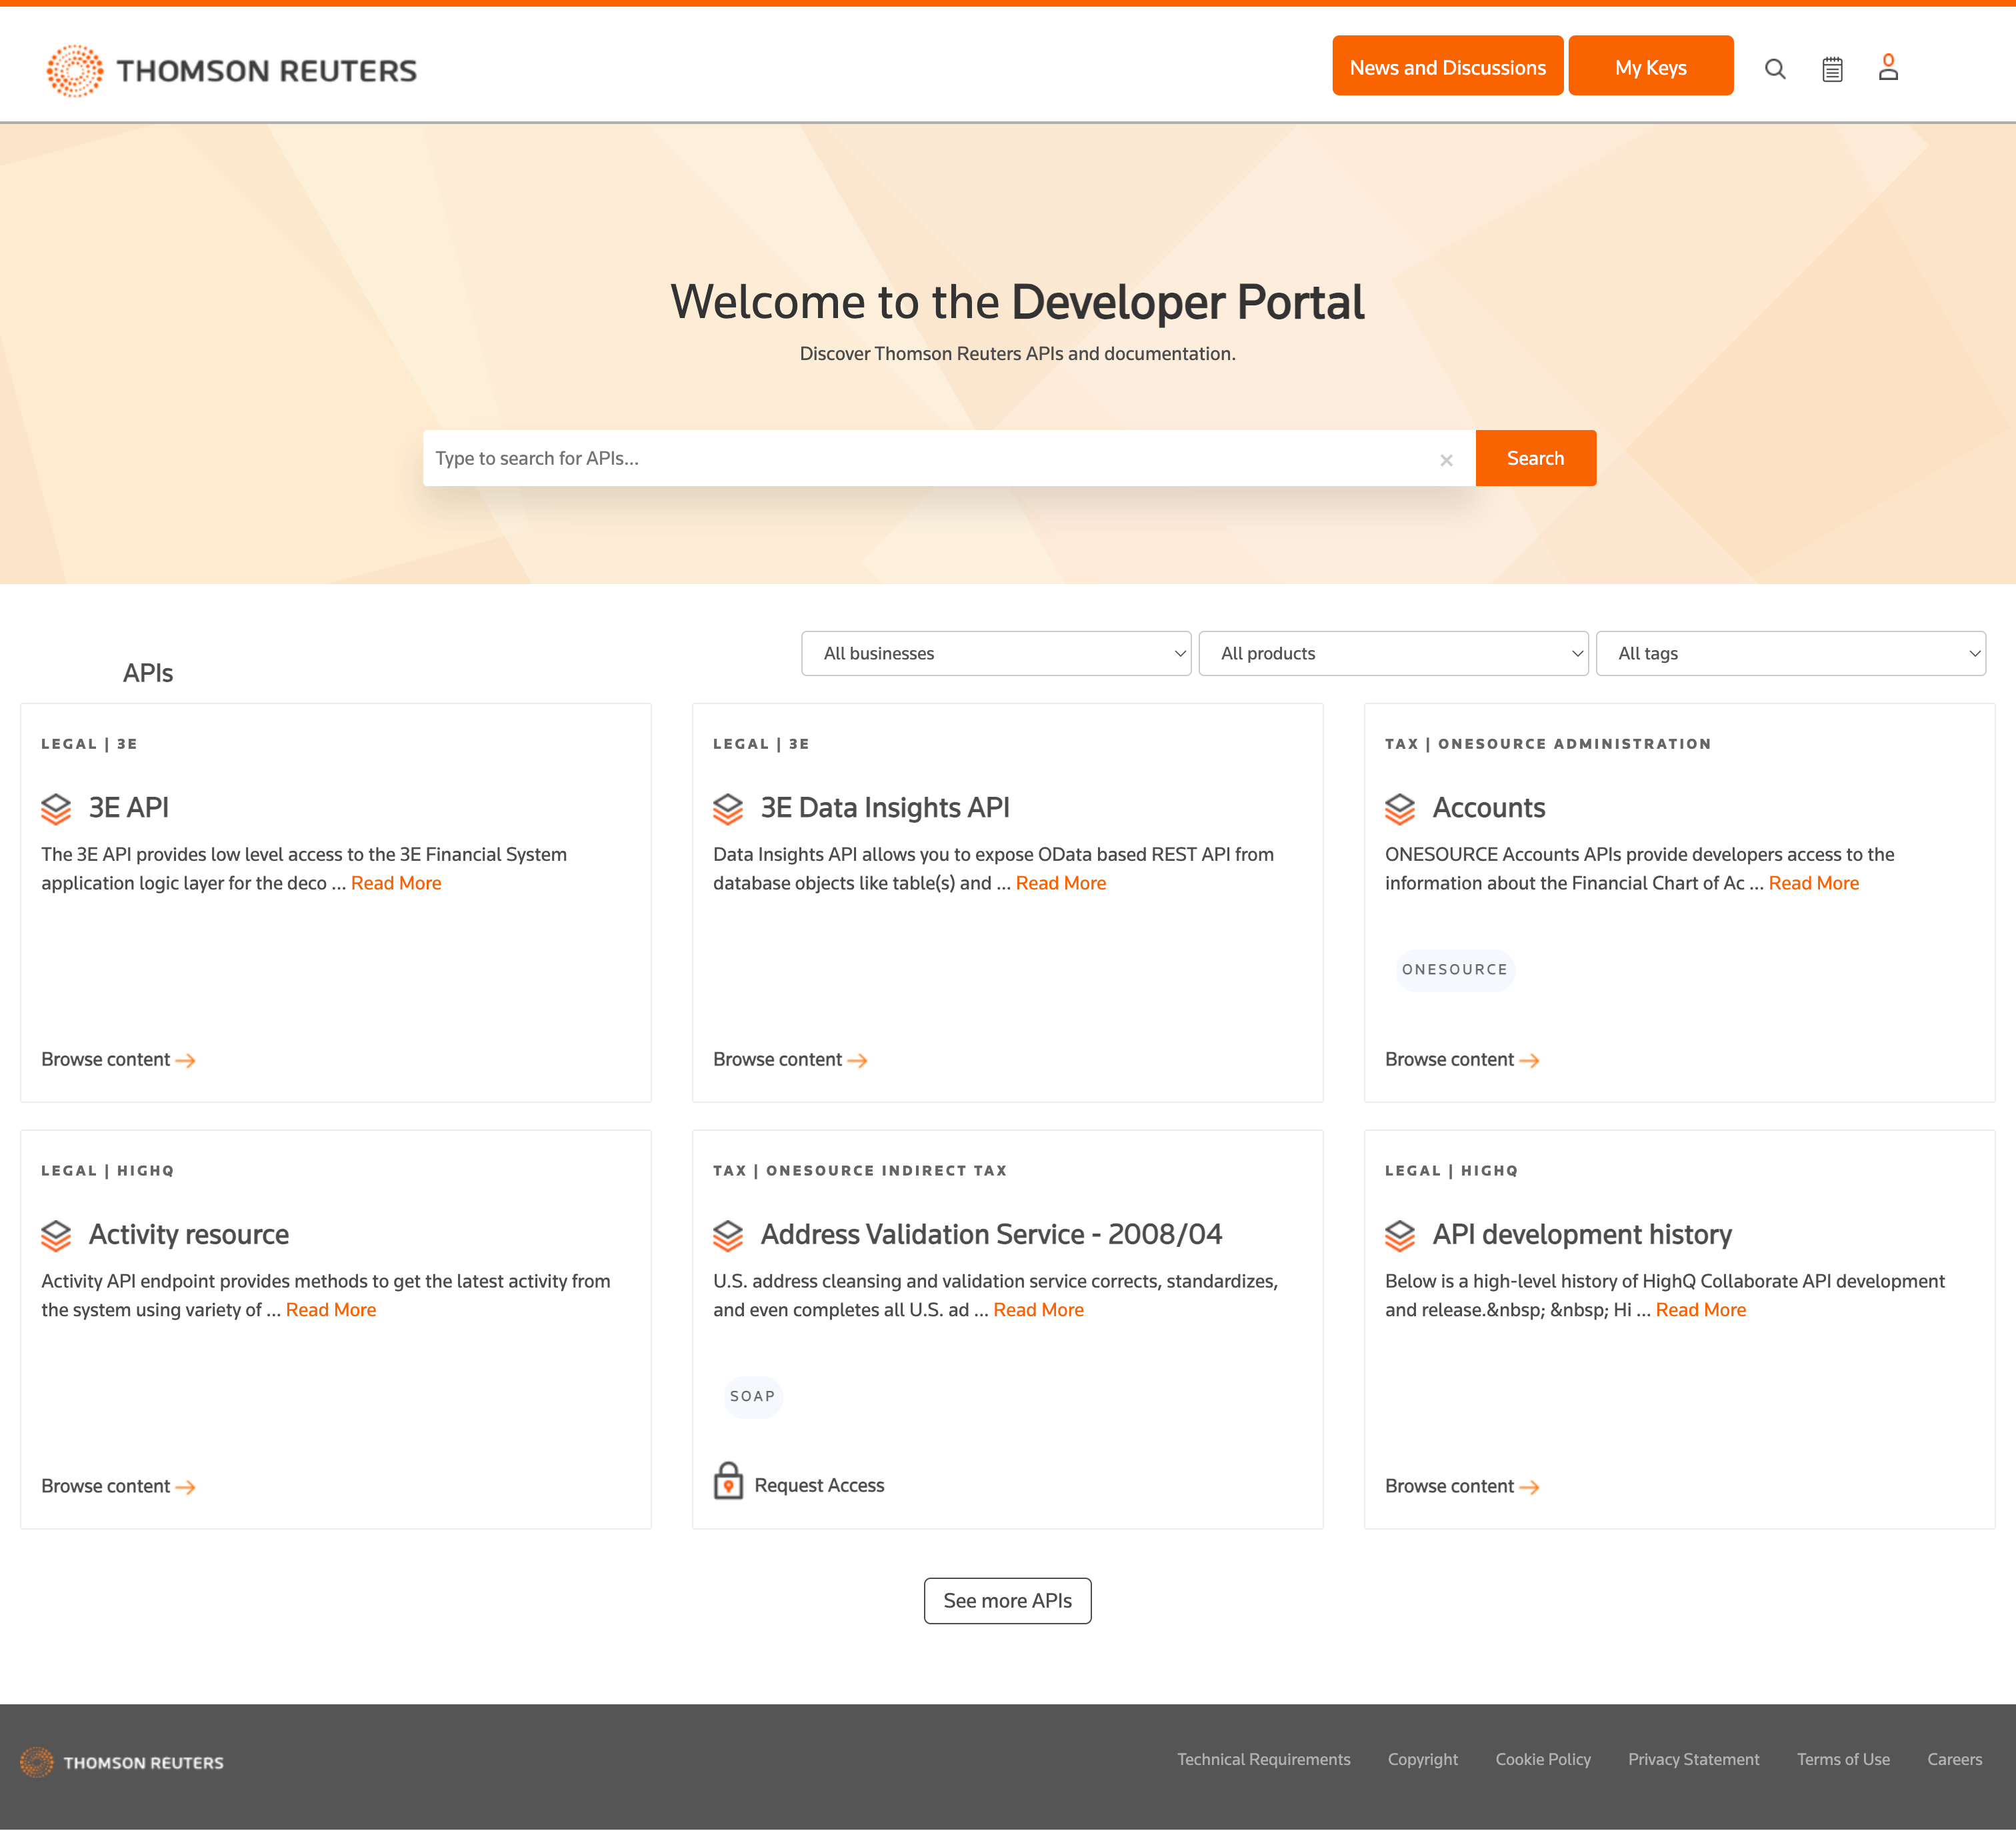 THOMSON REUTERS
News and Discussions
My Keys
Welcome to the Developer Portal
Discover Thomson Reuters APIs and documentation.
Type to search for APIs...
×
Search
APIs
All businesses
All products
All tags
LEGAL | 3E
3E API
The 3E API provides low level access to the 3E Financial System
application logic layer for the deco ... Read More
Browse content
LEGAL | 3E
3E Data Insights API
Data Insights API allows you to expose OData based REST API from
database objects like table(s) and ... Read More
Browse content
TAX | ONESOURCE ADMINISTRATION
Accounts
ONESOURCE Accounts APIs provide developers access to the
information about the Financial Chart of Ac ... Read More
ONESOURCE
Browse content
LEGAL | HIGHQ
Activity resource
Activity API endpoint provides methods to get the latest activity from
the system using variety of ... Read More
Browse content
TAX | ONESOURCE INDIRECT TAX
Address Validation Service - 2008/04
U.S. address cleansing and validation service corrects, standardizes,
and even completes all U.S. ad ... Read More
SOAP
Request Access
LEGAL | HIGHQ
API development history
Below is a high-level history of HighQ Collaborate API development
and release.&nbsp; &nbsp; Hi ... Read More
Browse content
See more APIs
THOMSON REUTERS
Technical Requirements
Copyright
Cookie Policy
Privacy Statement
Terms of Use
Careers